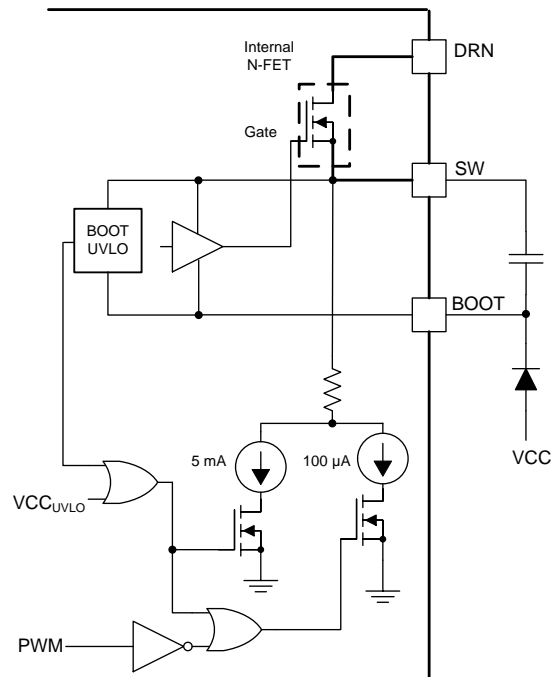 Internal
N-FET
DRN
Gate
SW
BOOT
UVLO
BOOT
5 mA
100 µA
VCC
VCCUVLO
PWM